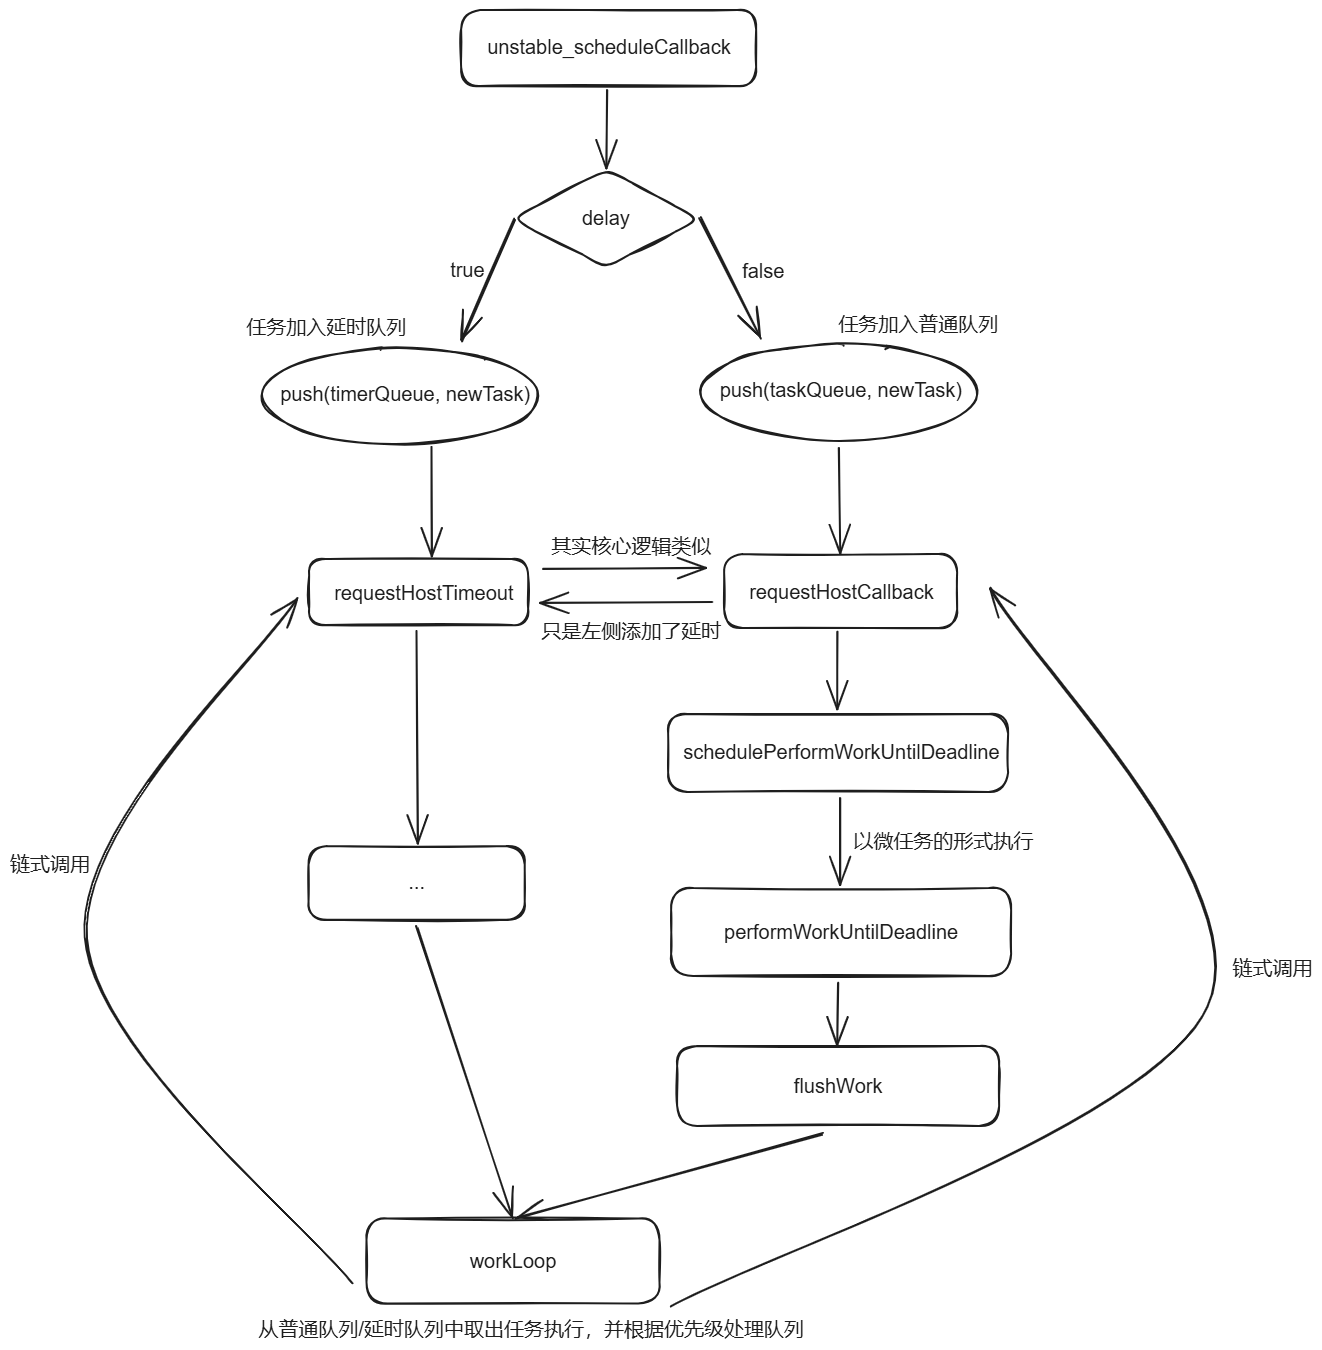 unstable_scheduleCallback
delay
true
false
任务加入延时队列
任务加入普通队列
push(timerQueue, newTask)
push(taskQueue, newTask)
其实核心逻辑类似
requestHostTimeout
requestHostCallback
只是左侧添加了延时
schedulePerformWorkUntilDeadline
以微任务的形式执行
链式调用
...
performWorkUntilDeadline
链式调用
flushWork
workLoop
从普通队列/延时队列中取出任务执行，并根据优先级处理队列